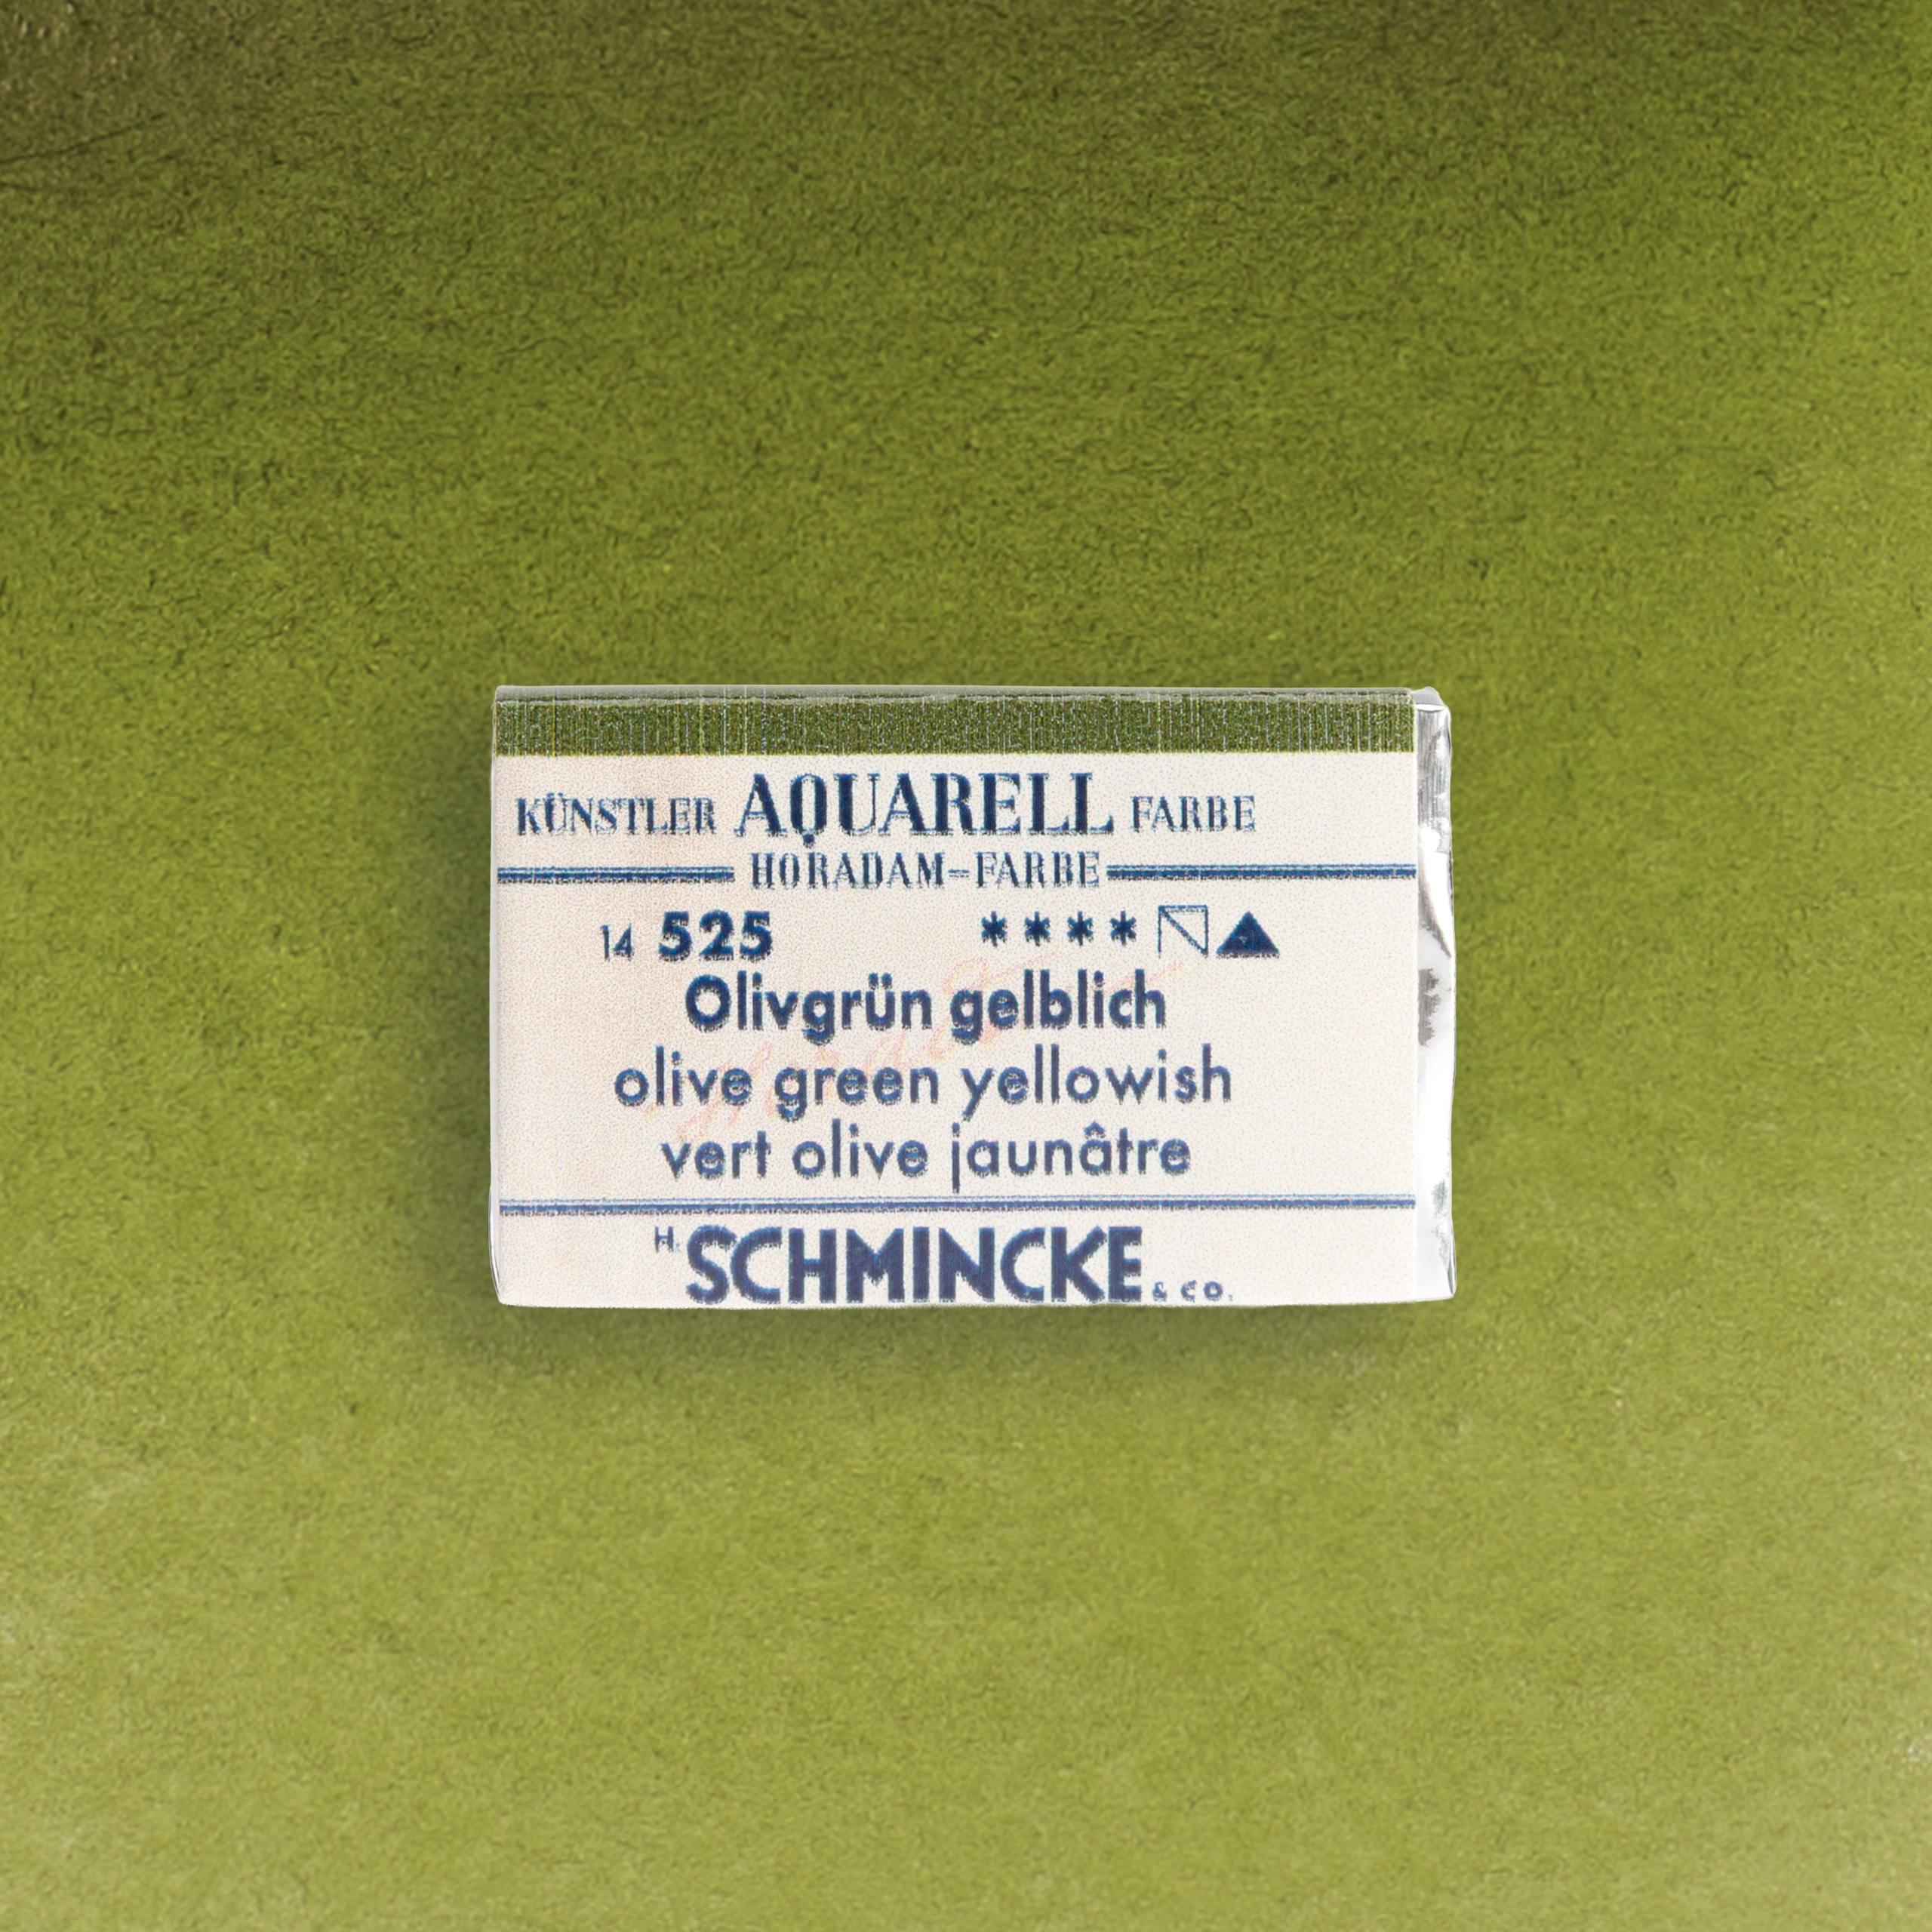 KÜNSTLER AQUARELL FARBE
HORADAM-FARBE
14 525 ****
Olivgrün gelblich
olive green yellowish
vert olive jaunâtre
H. SCHMINCKE & CO.